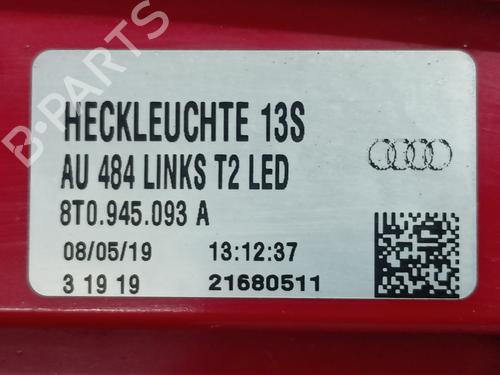 B-PARTS
HECKLEUCHTE 13S
AU 484 LINKS T2 LED
8T0.945.093 A
08/05/19 13:12:37
3 19 19 21680511